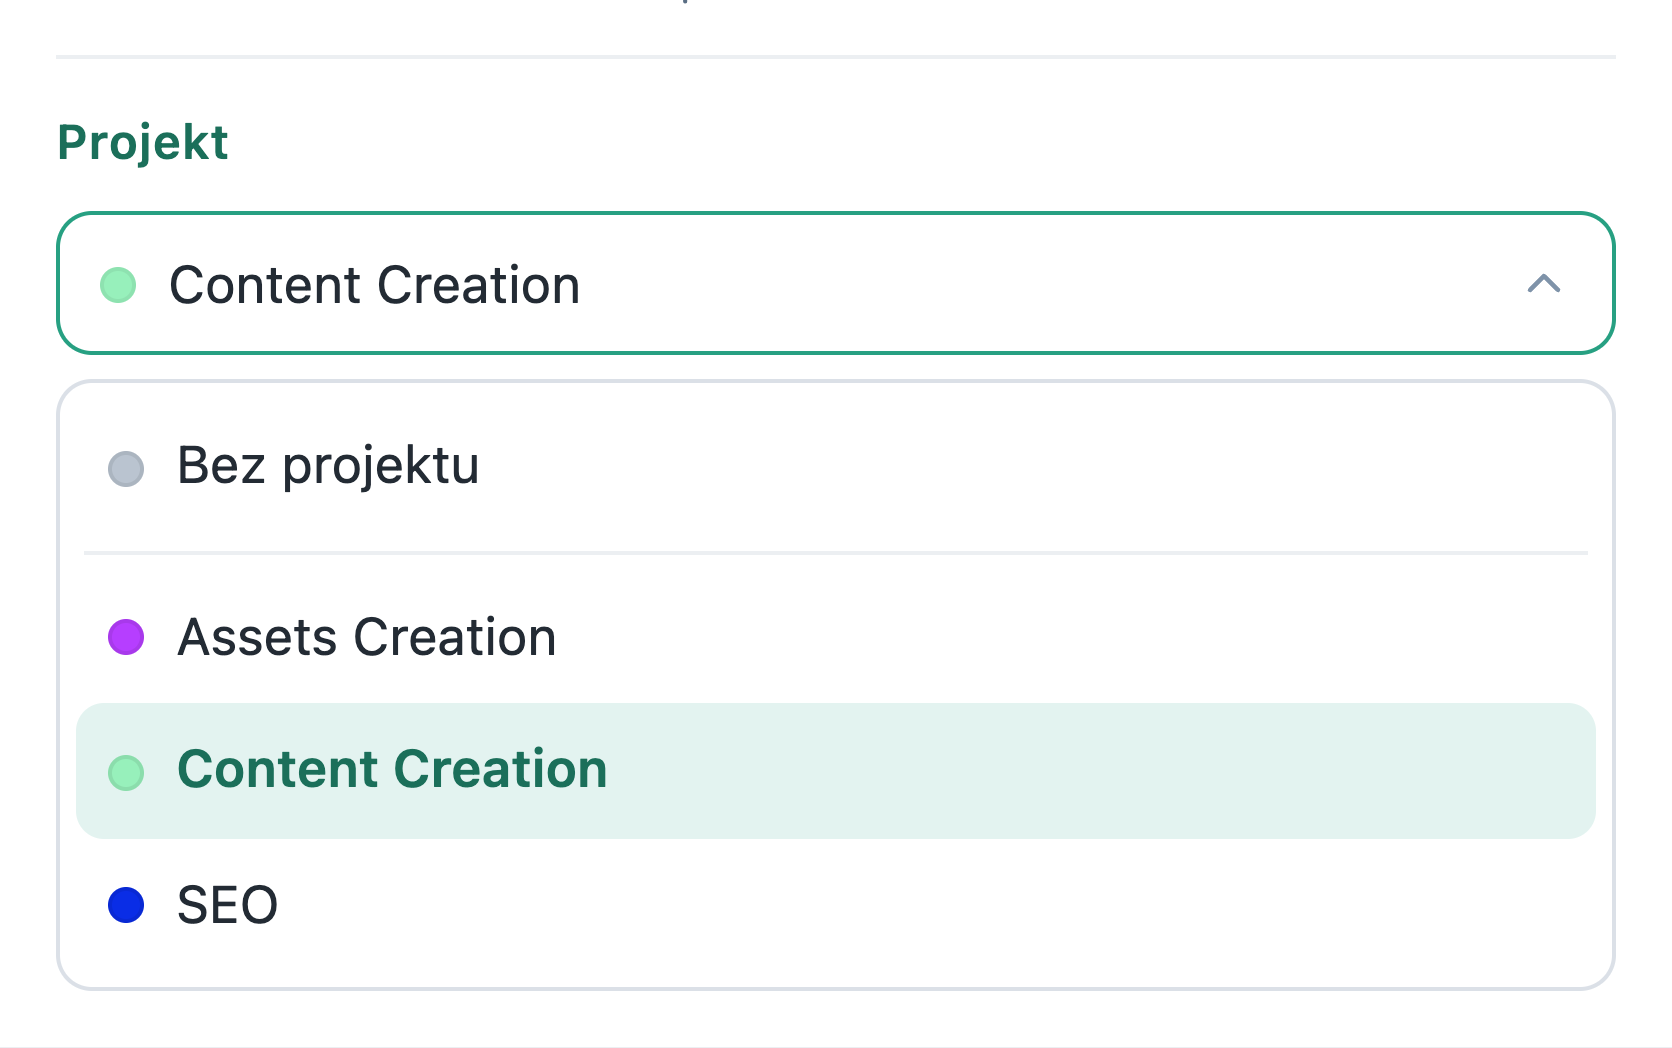 Projekt
Content Creation
Bez projektu
Assets Creation
Content Creation
SEO